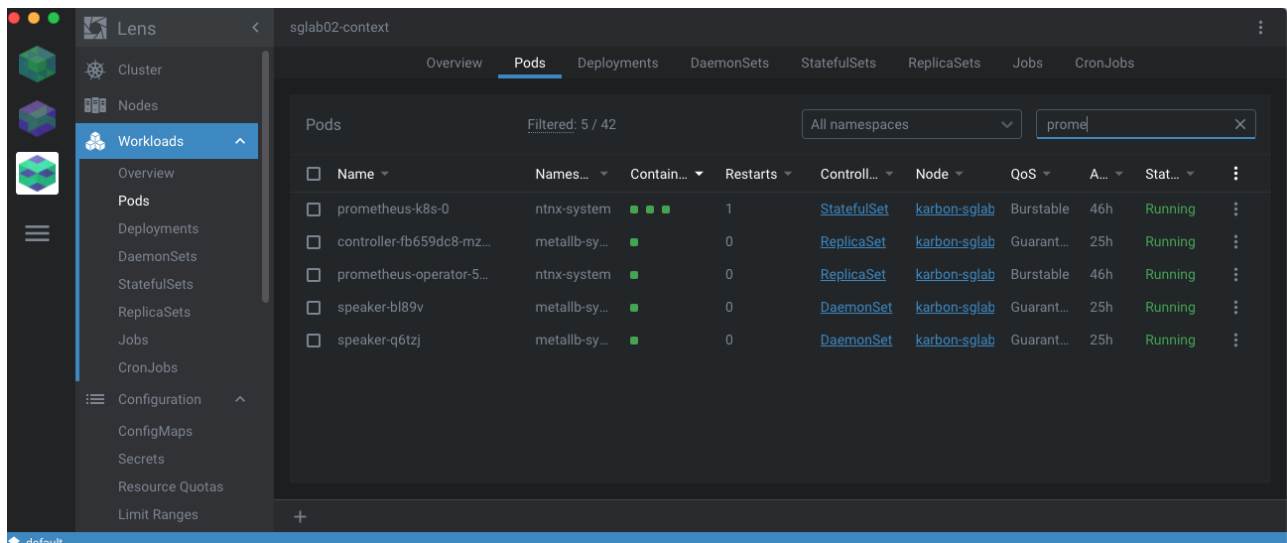 Lens
sglab02-context
Cluster
Overview Pods Deployments DaemonSets StatefulSets ReplicaSets Jobs CronJobs
Nodes
Pods Filtered: 5 / 42 All namespaces prome
Workloads
Overview
Name Names... Contain... Restarts Controll... Node QoS A... Stat...
Pods
prometheus-k8s-0 ntnx-system 1 StatefulSet karbon-sglab Burstable 46h Running
Deployments
controller-fb659dc8-mz... metallb-sy... 0 ReplicaSet karbon-sglab Guarant... 25h Running
DaemonSets
prometheus-operator-5... ntnx-system 0 ReplicaSet karbon-sglab Burstable 46h Running
StatefulSets
speaker-bl89v metallb-sy... 0 DaemonSet karbon-sglab Guarant... 25h Running
ReplicaSets
Jobs
speaker-q6tzj metallb-sy... 0 DaemonSet karbon-sglab Guarant... 25h Running
CronJobs
Configuration
ConfigMaps
Secrets
Resource Quotas
Limit Ranges
default